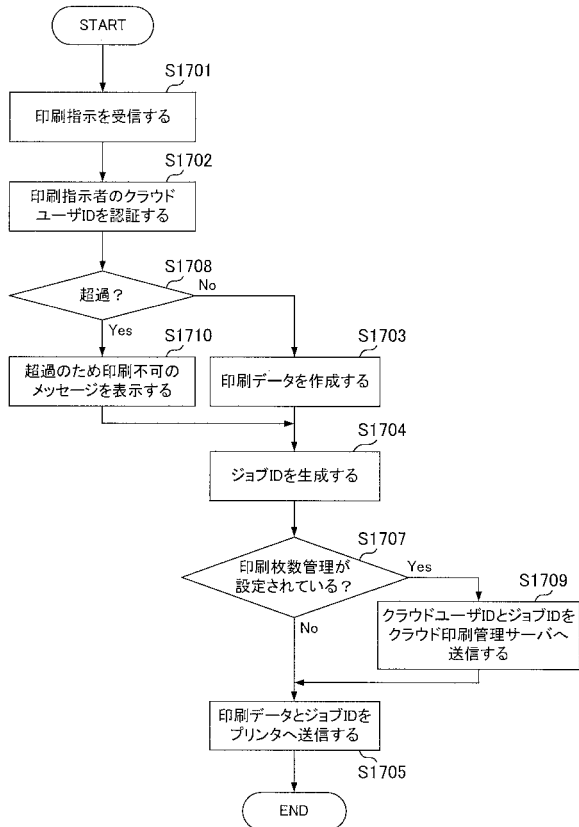 START
S1701
印刷指示を受信する
S1702
印刷指示者のクラウド
ユーザIDを認証する
S1708
超過？
No
Yes
S1710
超過のため印刷不可の
メッセージを表示する
S1703
印刷データを作成する
S1704
ジョブIDを生成する
S1707
印刷枚数管理が
設定されている？
Yes
No
S1709
クラウドユーザIDとジョブIDを
クラウド印刷管理サーバへ
送信する
印刷データとジョブIDを
プリンタへ送信する
S1705
END